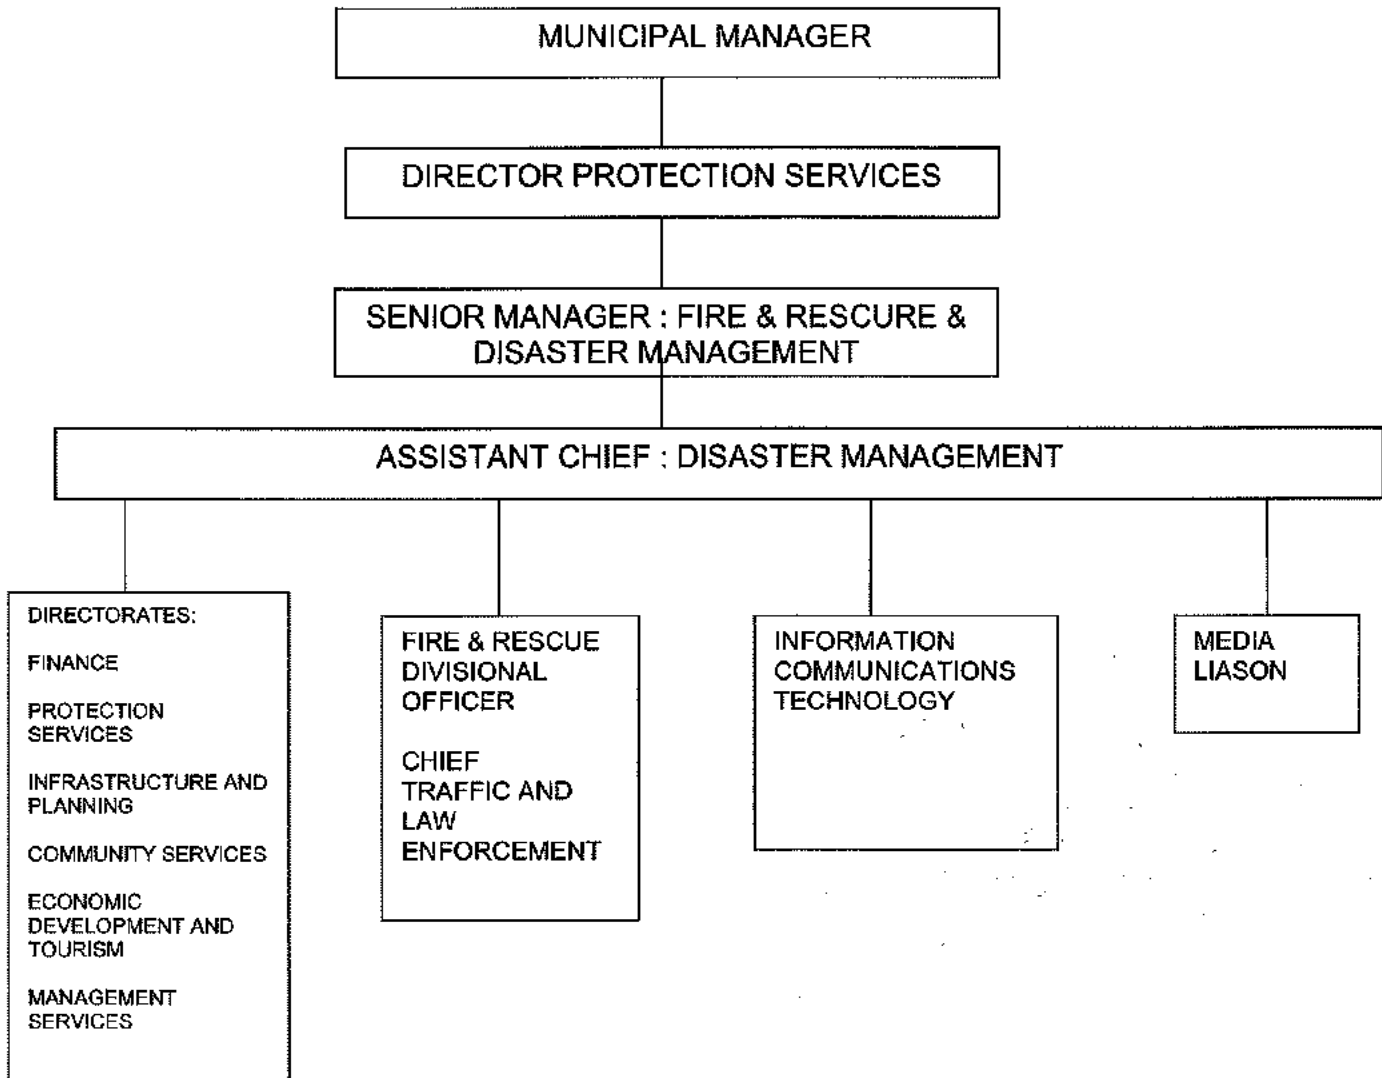 MUNICIPAL MANAGER
DIRECTOR PROTECTION SERVICES
SENIOR MANAGER : FIRE & RESCURE &
DISASTER MANAGEMENT
ASSISTANT CHIEF : DISASTER MANAGEMENT
DIRECTORATES:
FINANCE
PROTECTION
SERVICES
INFRASTRUCTURE AND
PLANNING
COMMUNITY SERVICES
ECONOMIC
DEVELOPMENT AND
TOURISM
MANAGEMENT
SERVICES
FIRE & RESCUE
DIVISIONAL
OFFICER
CHIEF
TRAFFIC AND
LAW
ENFORCEMENT
INFORMATION
COMMUNICATIONS
TECHNOLOGY
MEDIA
LIASON